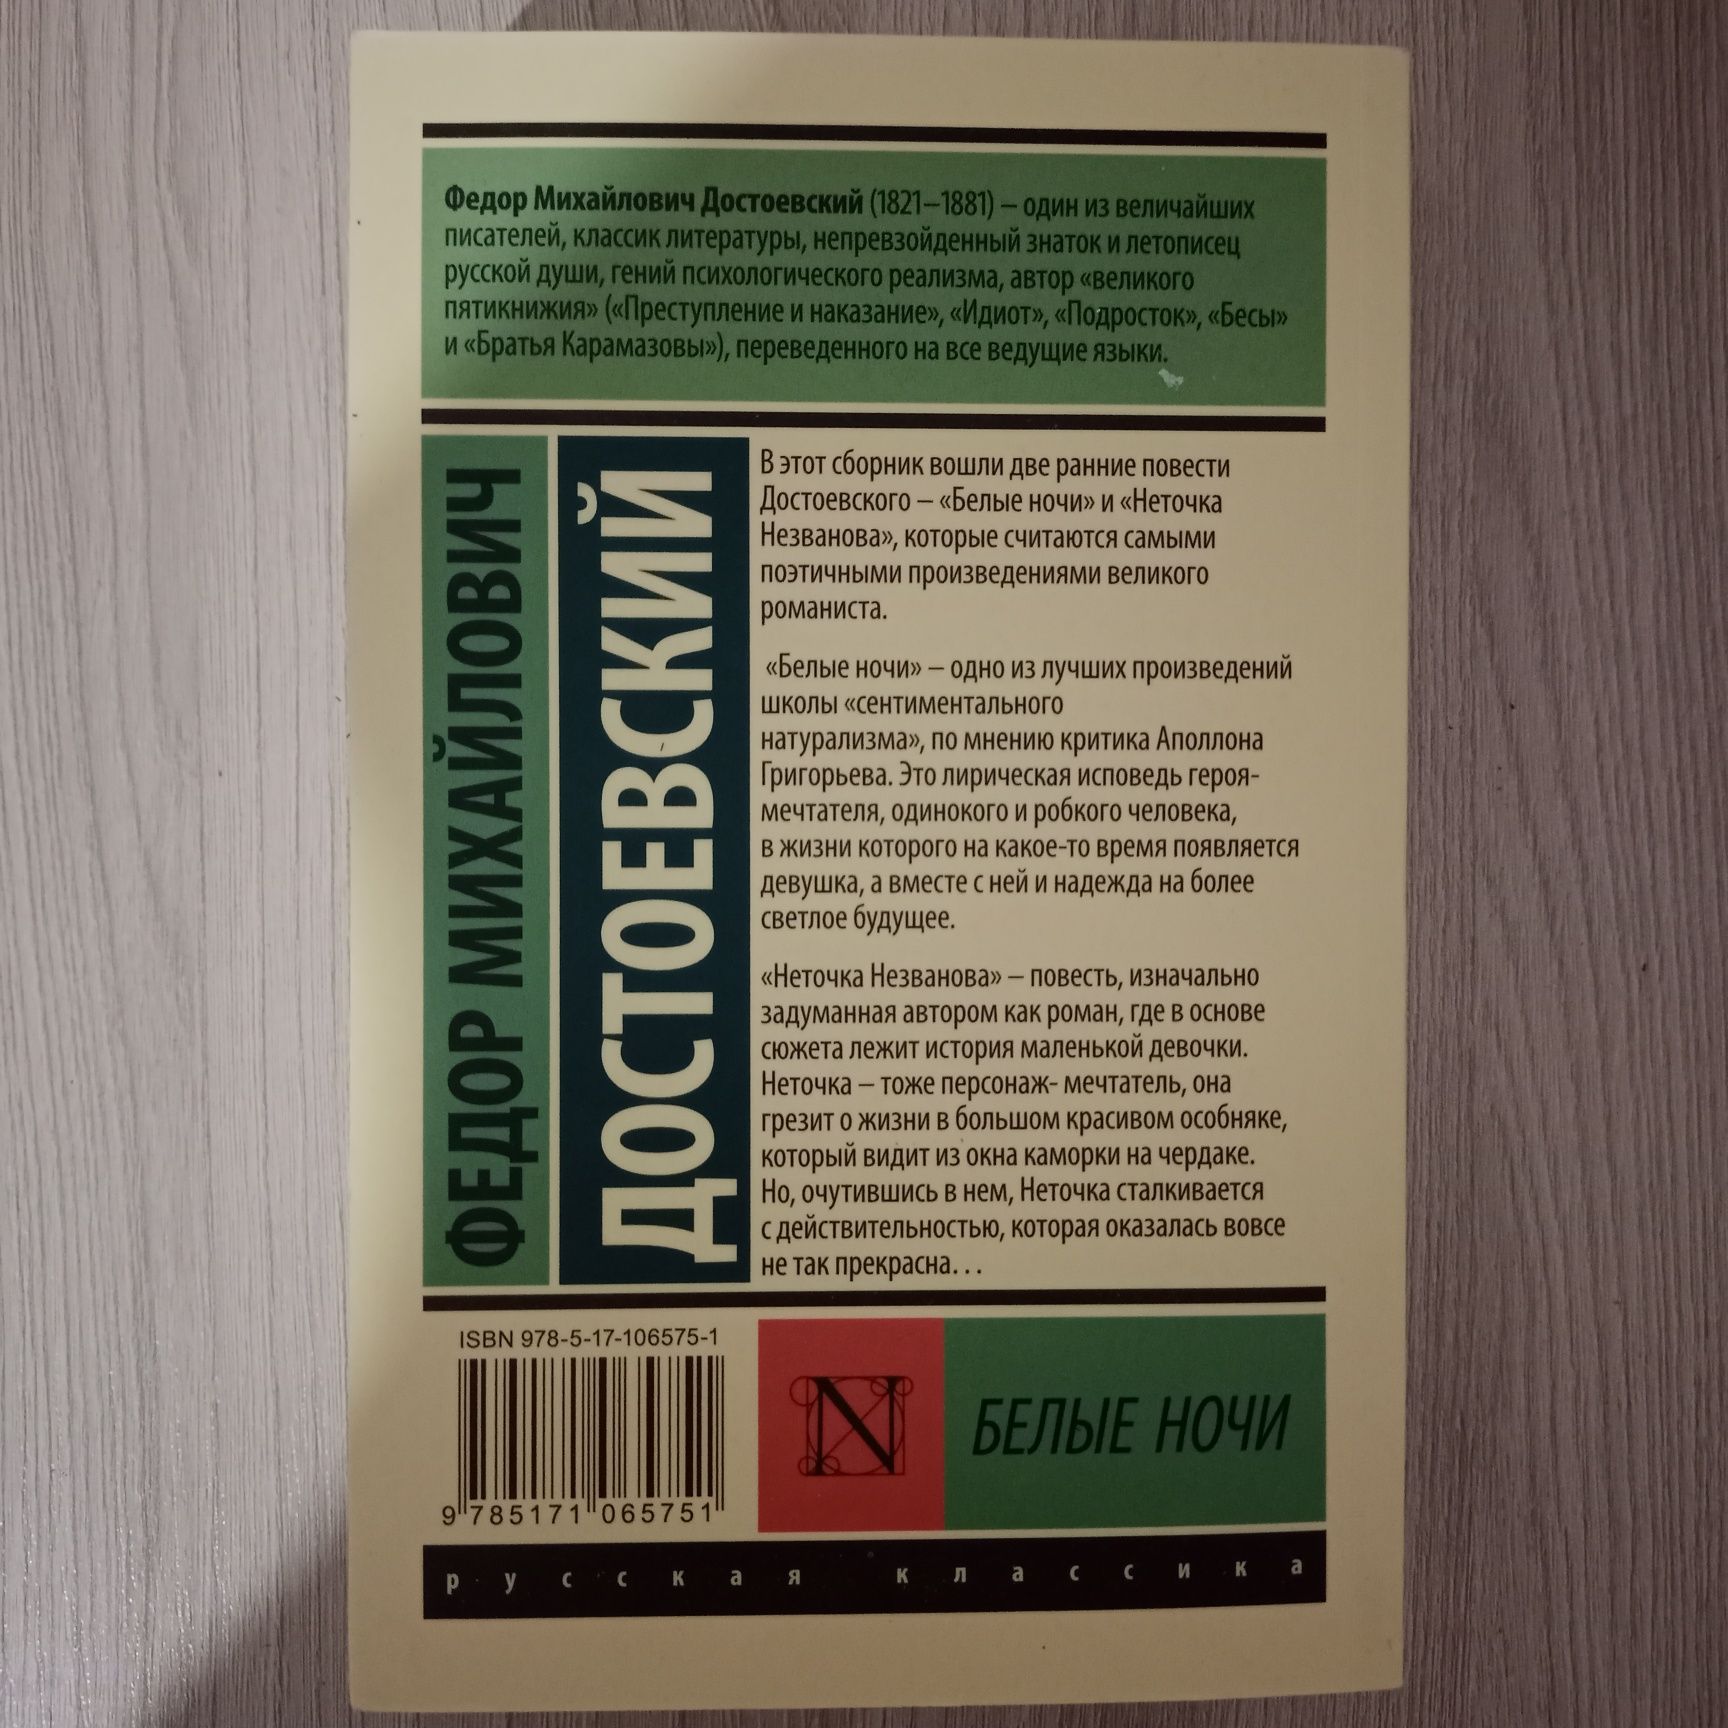 Федор Михайлович Достоевский (1821–1881) – один из величайших
писателей, классик литературы, непревзойденный знаток и летописец
русской души, гений психологического реализма, автор «великого
пятикнижия» («Преступление и наказание», «Идиот», «Подросток», «Бесы»
и «Братья Карамазовы»), переведенного на все ведущие языки.
ФЕДОР МИХАЙЛОВИЧ
ДОСТОЕВСКИЙ
В этот сборник вошли две ранние повести
Достоевского – «Белые ночи» и «Неточка
Незванова», которые считаются самыми
поэтичными произведениями великого
романиста.
«Белые ночи» – одно из лучших произведений
школы «сентиментального
натурализма», по мнению критика Аполлона
Григорьева. Это лирическая исповедь героя-
мечтателя, одинокого и робкого человека,
в жизни которого на какое-то время появляется
девушка, а вместе с ней и надежда на более
светлое будущее.
«Неточка Незванова» – повесть, изначально
задуманная автором как роман, где в основе
сюжета лежит история маленькой девочки.
Неточка – тоже персонаж- мечтатель, она
грезит о жизни в большом красивом особняке,
который видит из окна каморки на чердаке.
Но, очутившись в нем, Неточка сталкивается
с действительностью, которая оказалась вовсе
не так прекрасна...
ISBN 978-5-17-106575-1
9 785171 065751
N
БЕЛЫЕ НОЧИ
русская классика